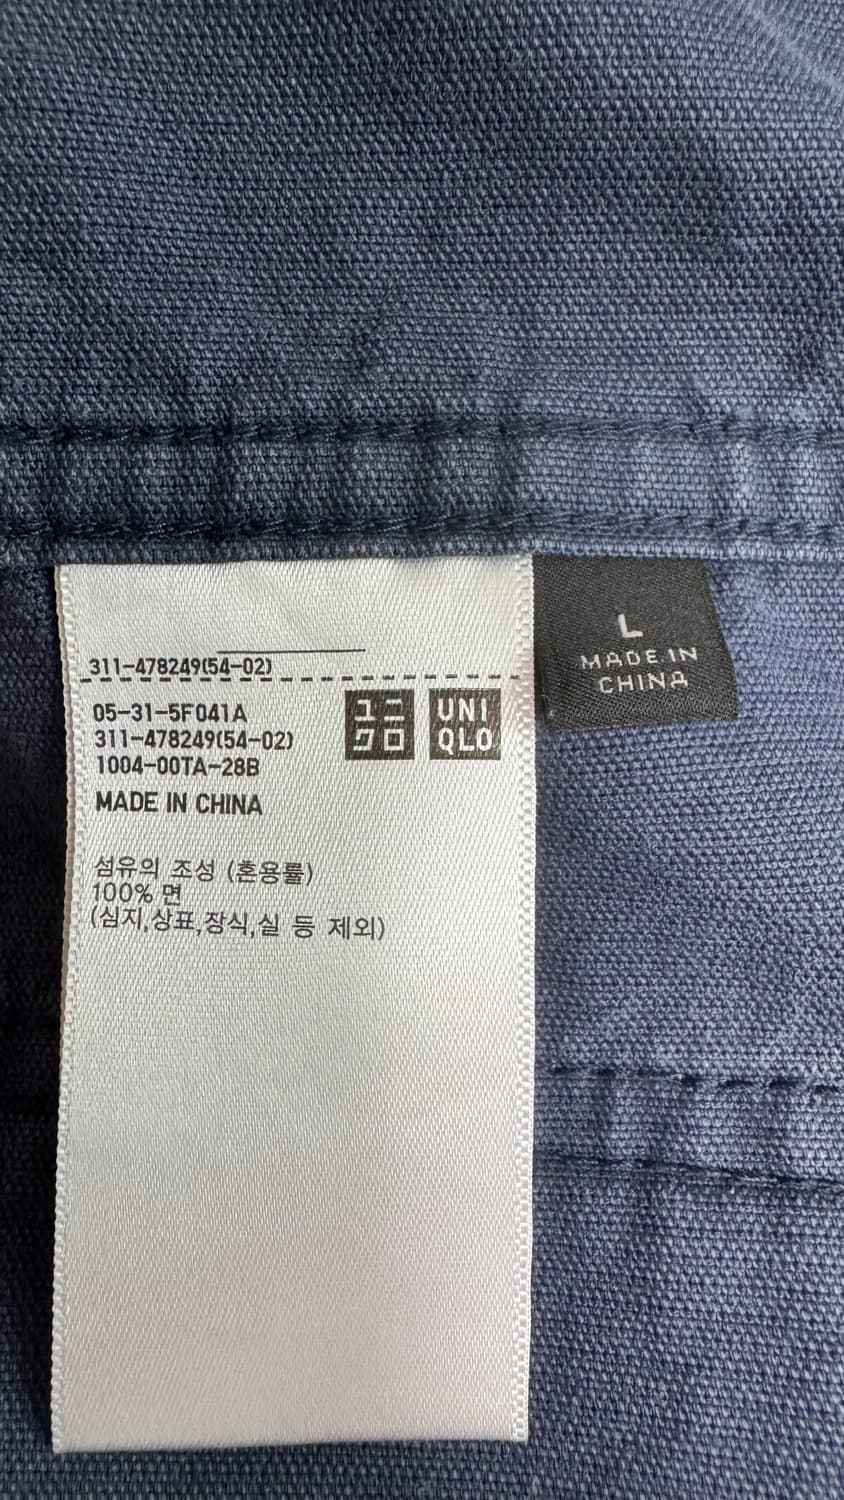 311-478249(54-02)
05-31-5F041A
311-478249(54-02)
1004-00TA-28B
MADE IN CHINA
ユニ
クロ
UNI
QLO
섬유의 조성 (혼용률)
100% 면
(심지,상표,장식,실 등 제외)
L
MADE IN
CHINA